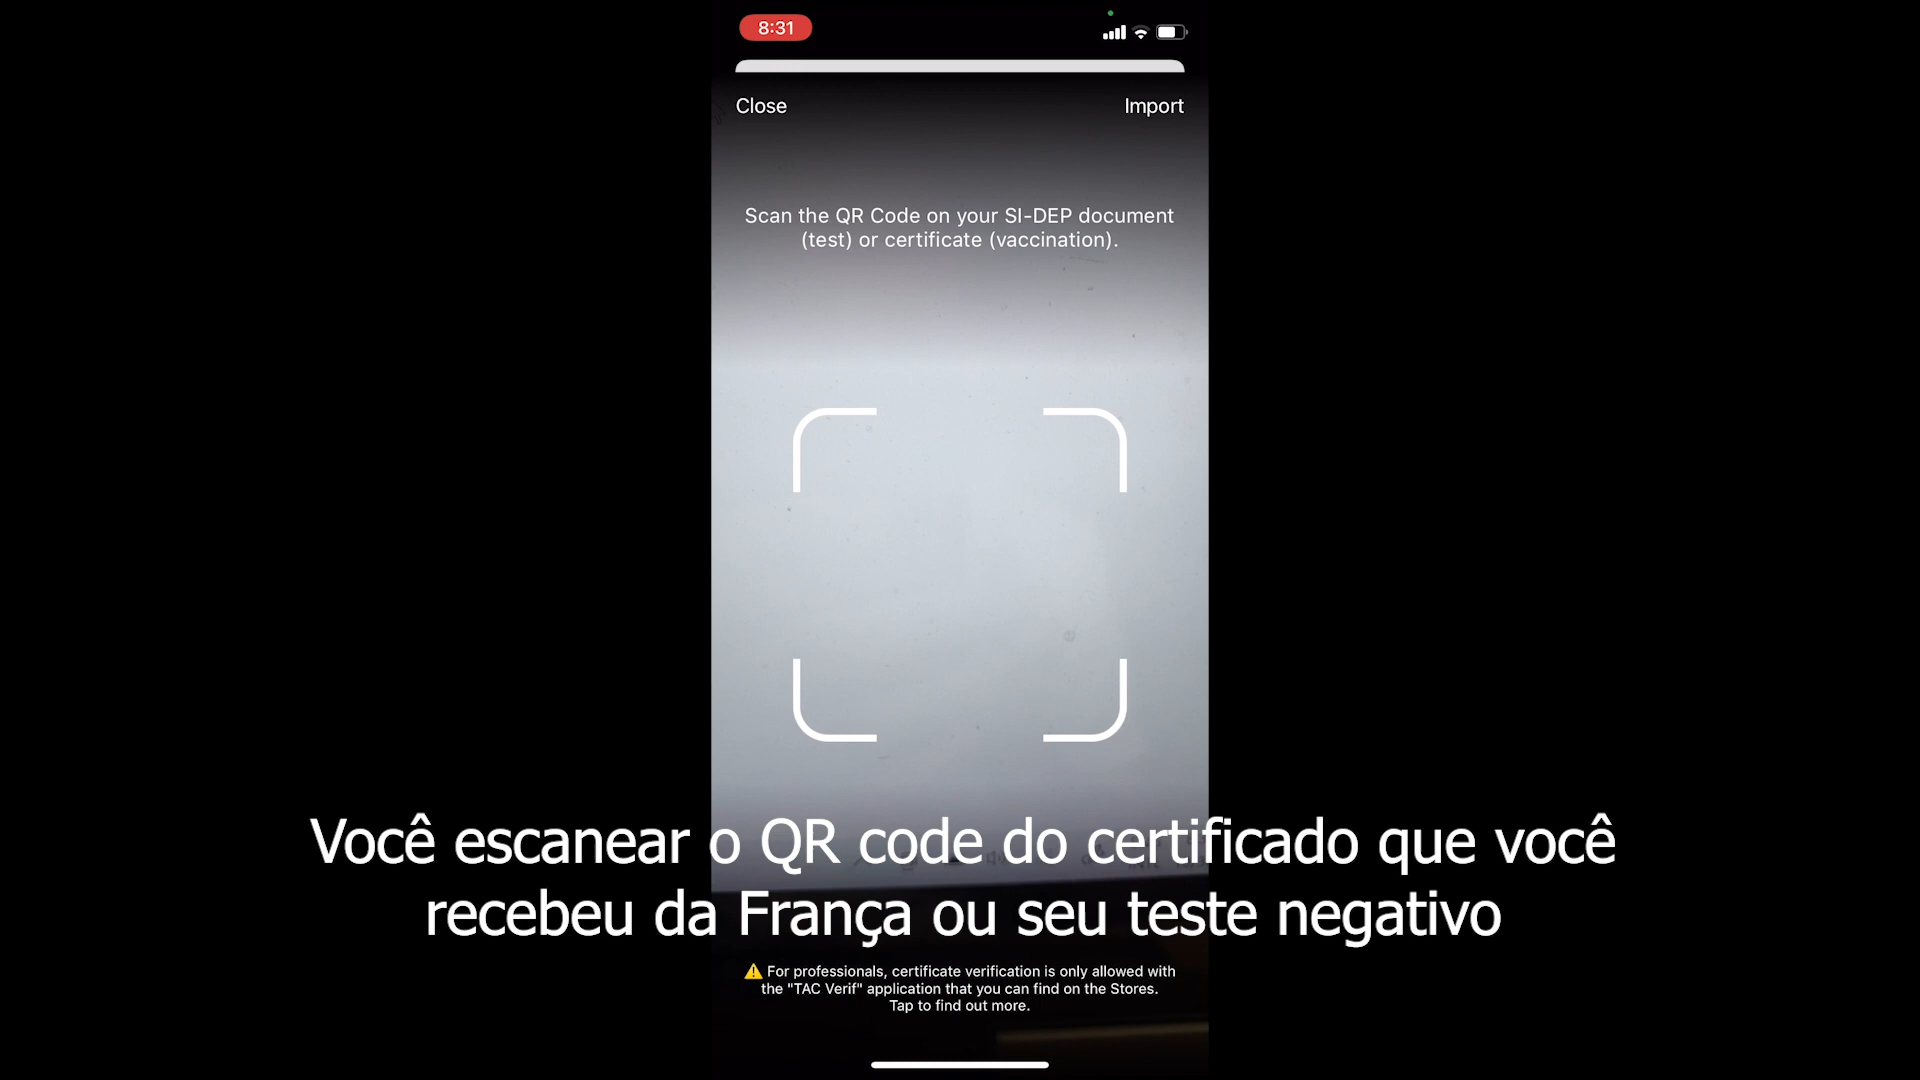 8:31
Close
Import
Scan the QR Code on your SI-DEP document
(test) or certificate (vaccination).
Você escanear o QR code do certificado que você
recebeu da França ou seu teste negativo
⚠️ For professionals, certificate verification is only allowed with
the "TAC Verif" application that you can find on the Stores.
Tap to find out more.